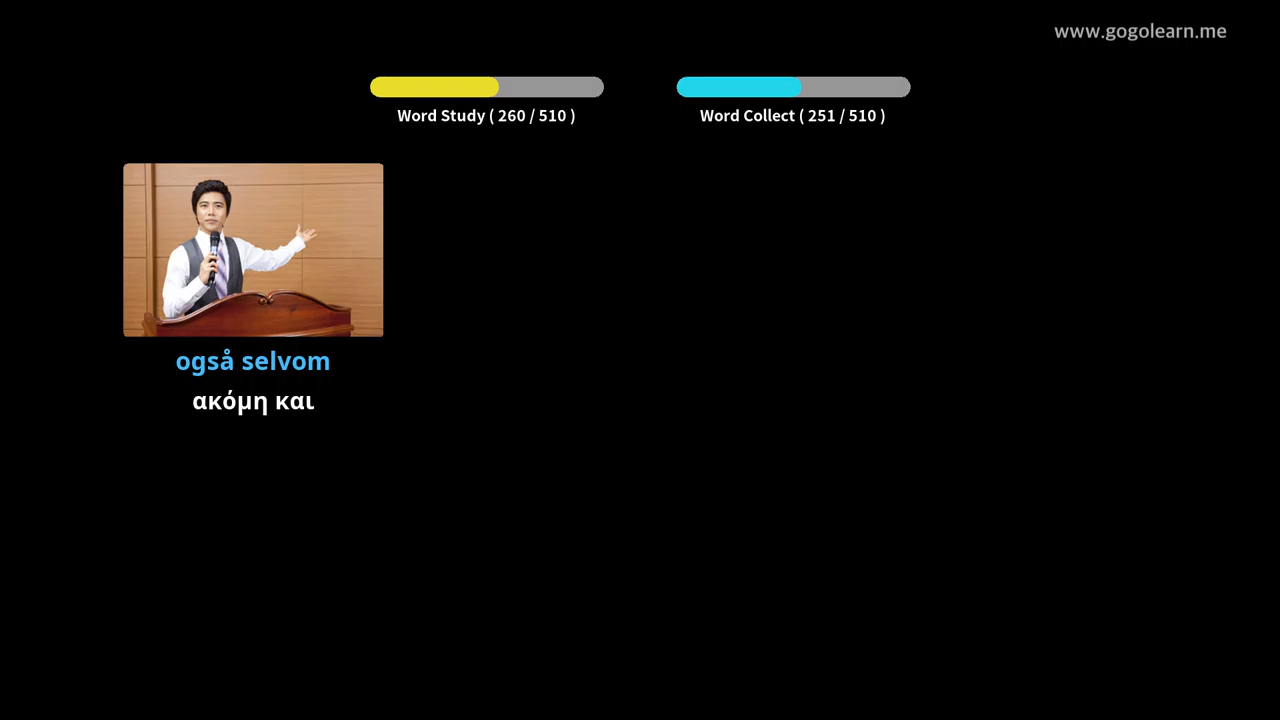 www.gogolearn.me
Word Study ( 260 / 510 )
Word Collect ( 251 / 510 )
også selvom
ακόμη και